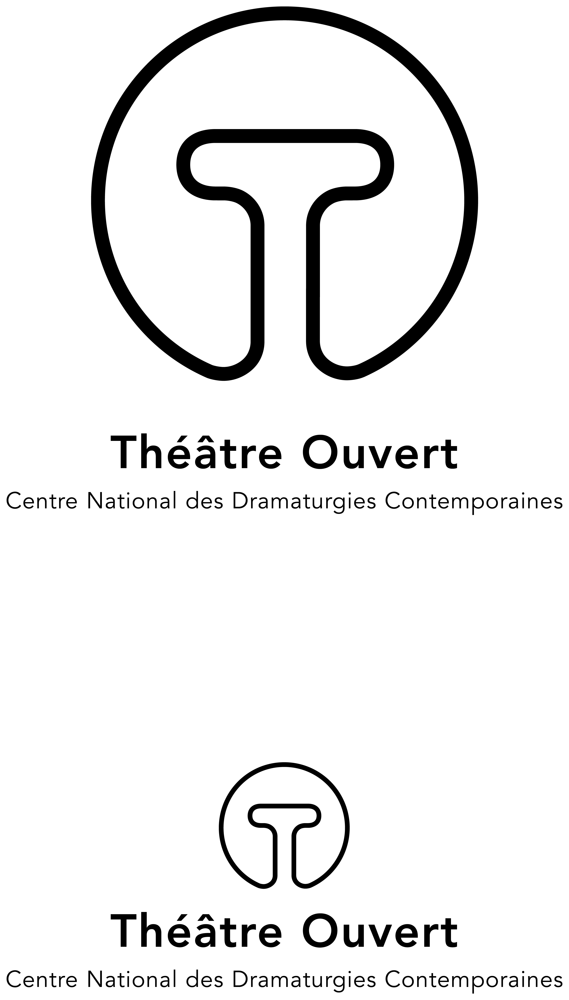 Théâtre Ouvert
Centre National des Dramaturgies Contemporaines
Théâtre Ouvert
Centre National des Dramaturgies Contemporaines